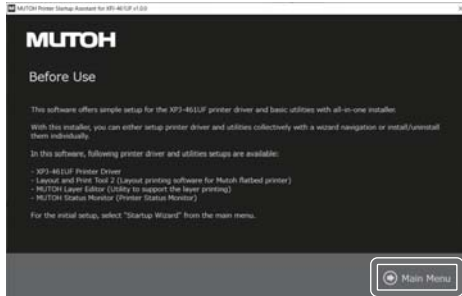 MUTOH Printer Startup Assistant for XPJ-461UF v1.0.0
MUTOH
Before Use
This software offers simple setup for the XPJ-461UF printer driver and basic utilities with all-in-one installer.
With this installer, you can either setup printer driver and utilities collectively with a wizard navigation or install/uninstall
them individually.
In this software, following printer driver and utilities setups are available:
- XPJ-461UF Printer Driver
- Layout and Print Tool 2 (Layout printing software for Mutoh flatbed printer)
- MUTOH Layer Editor (Utility to support the layer printing)
- MUTOH Status Monitor (Printer Status Monitor)
For the initial setup, select "Startup Wizard" from the main menu.
Main Menu